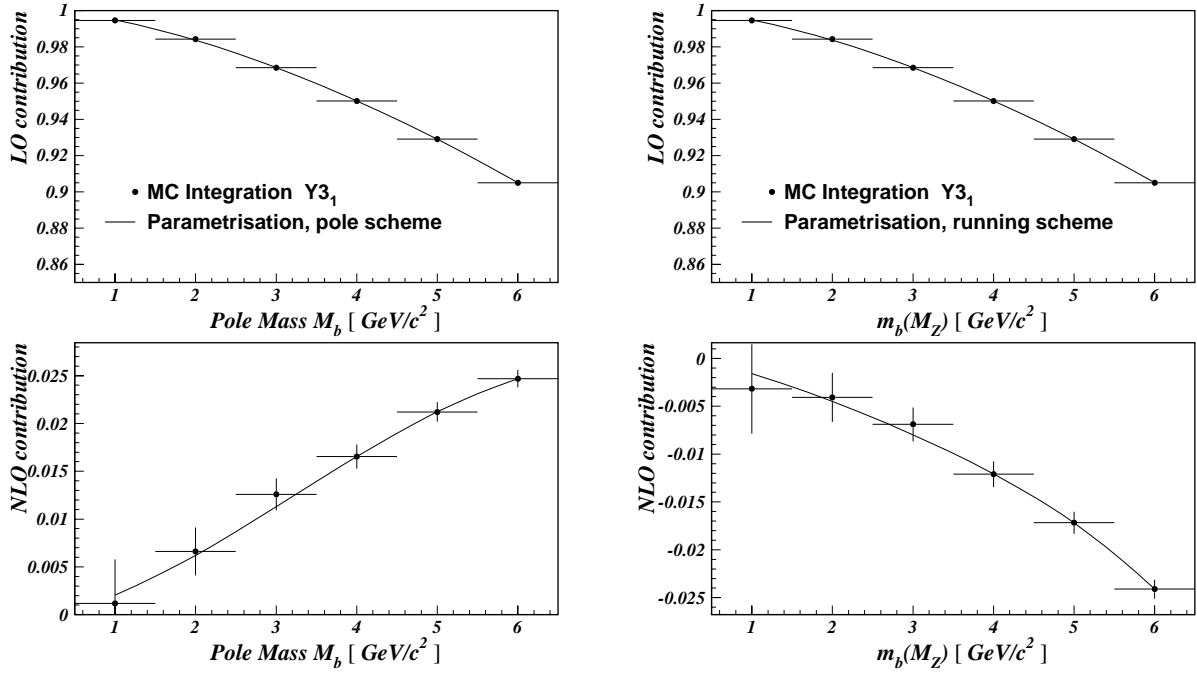 LO contribution
1
0.98
0.96
0.94
0.92
0.9
0.88
0.86
MC Integration Y3₁
Parametrisation, pole scheme
1 2 3 4 5 6
Pole Mass M_b [ GeV/c² ]
LO contribution
1
0.98
0.96
0.94
0.92
0.9
0.88
0.86
MC Integration Y3₁
Parametrisation, running scheme
1 2 3 4 5 6
m_b(M_Z) [ GeV/c² ]
NLO contribution
0.025
0.02
0.015
0.01
0.005
0
1 2 3 4 5 6
Pole Mass M_b [ GeV/c² ]
NLO contribution
0
-0.005
-0.01
-0.015
-0.02
-0.025
1 2 3 4 5 6
m_b(M_Z) [ GeV/c² ]